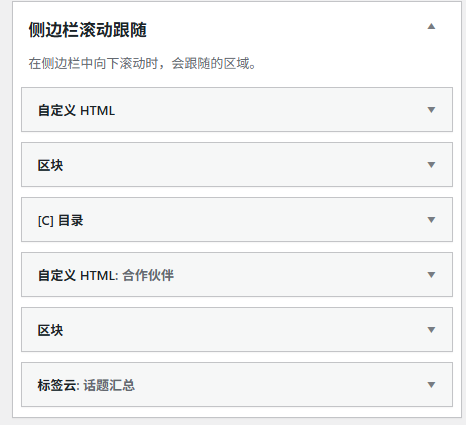 侧边栏滚动跟随
在侧边栏中向下滚动时，会跟随的区域。
自定义 HTML
区块
[C] 目录
自定义 HTML: 合作伙伴
区块
标签云: 话题汇总